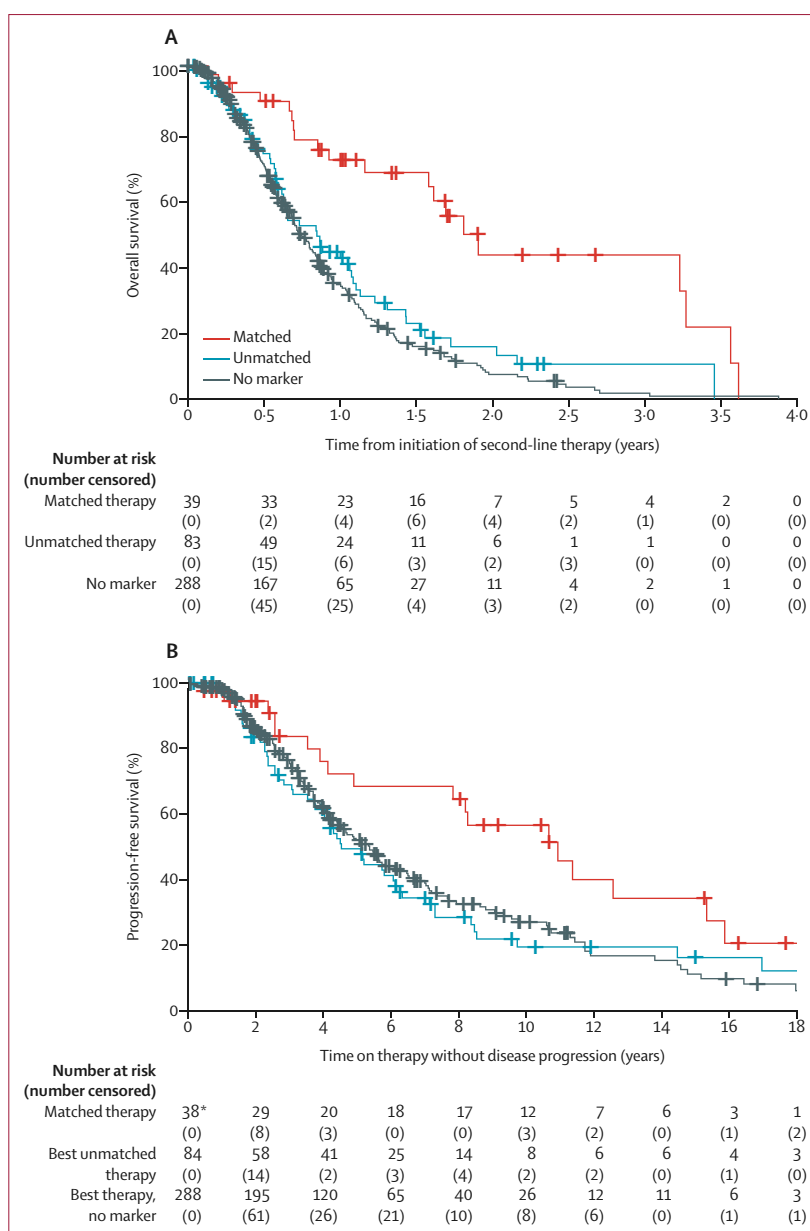 A
100
80
60
40
20
0
Overall survival (%)
Matched
Unmatched
No marker
0 0·5 1·0 1·5 2·0 2·5 3·0 3·5 4·0
Time from initiation of second-line therapy (years)
Number at risk
(number censored)
Matched therapy 39 33 23 16 7 5 4 2 0
(0) (2) (4) (6) (4) (2) (1) (0) (0)
Unmatched therapy 83 49 24 11 6 1 1 0 0
(0) (15) (6) (3) (2) (3) (0) (0) (0)
No marker 288 167 65 27 11 4 2 1 0
(0) (45) (25) (4) (3) (2) (0) (0) (0)
B
100
80
60
40
20
0
Progression-free survival (%)
0 2 4 6 8 10 12 14 16 18
Time on therapy without disease progression (years)
Number at risk
(number censored)
Matched therapy 38* 29 20 18 17 12 7 6 3 1
(0) (8) (3) (0) (0) (3) (2) (0) (1) (2)
Best unmatched 84 58 41 25 14 8 6 6 4 3
therapy (0) (14) (2) (3) (4) (2) (2) (0) (1) (0)
Best therapy, 288 195 120 65 40 26 12 11 6 3
no marker (0) (61) (26) (21) (10) (8) (6) (0) (1) (1)